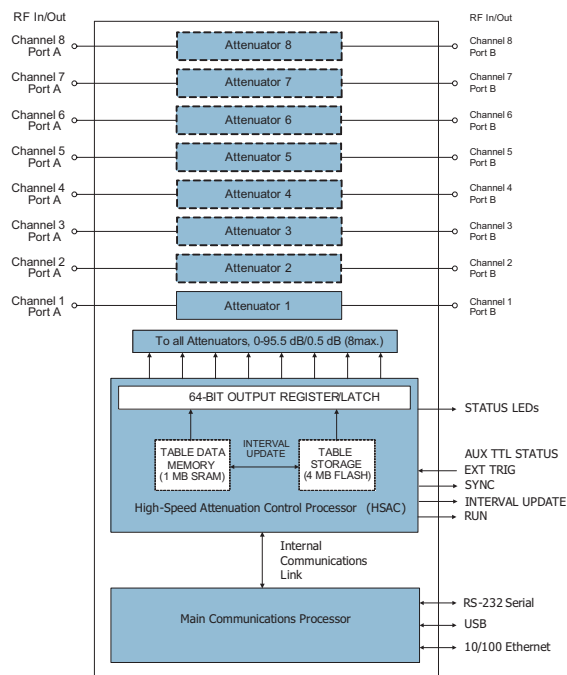 RF In/Out
RF In/Out
Channel 8
Port A
Attenuator 8
Channel 8
Port B
Channel 7
Port A
Attenuator 7
Channel 7
Port B
Channel 6
Port A
Attenuator 6
Channel 6
Port B
Channel 5
Port A
Attenuator 5
Channel 5
Port B
Channel 4
Port A
Attenuator 4
Channel 4
Port B
Channel 3
Port A
Attenuator 3
Channel 3
Port B
Channel 2
Port A
Attenuator 2
Channel 2
Port B
Channel 1
Port A
Attenuator 1
Channel 1
Port B
To all Attenuators, 0-95.5 dB/0.5 dB (8max.)
64-BIT OUTPUT REGISTER/LATCH
STATUS LEDs
TABLE DATA
MEMORY
(1 MB SRAM)
INTERVAL
UPDATE
TABLE
STORAGE
(4 MB FLASH)
AUX TTL STATUS
EXT TRIG
SYNC
INTERVAL UPDATE
RUN
High-Speed Attenuation Control Processor (HSAC)
Internal
Communications
Link
Main Communications Processor
RS-232 Serial
USB
10/100 Ethernet